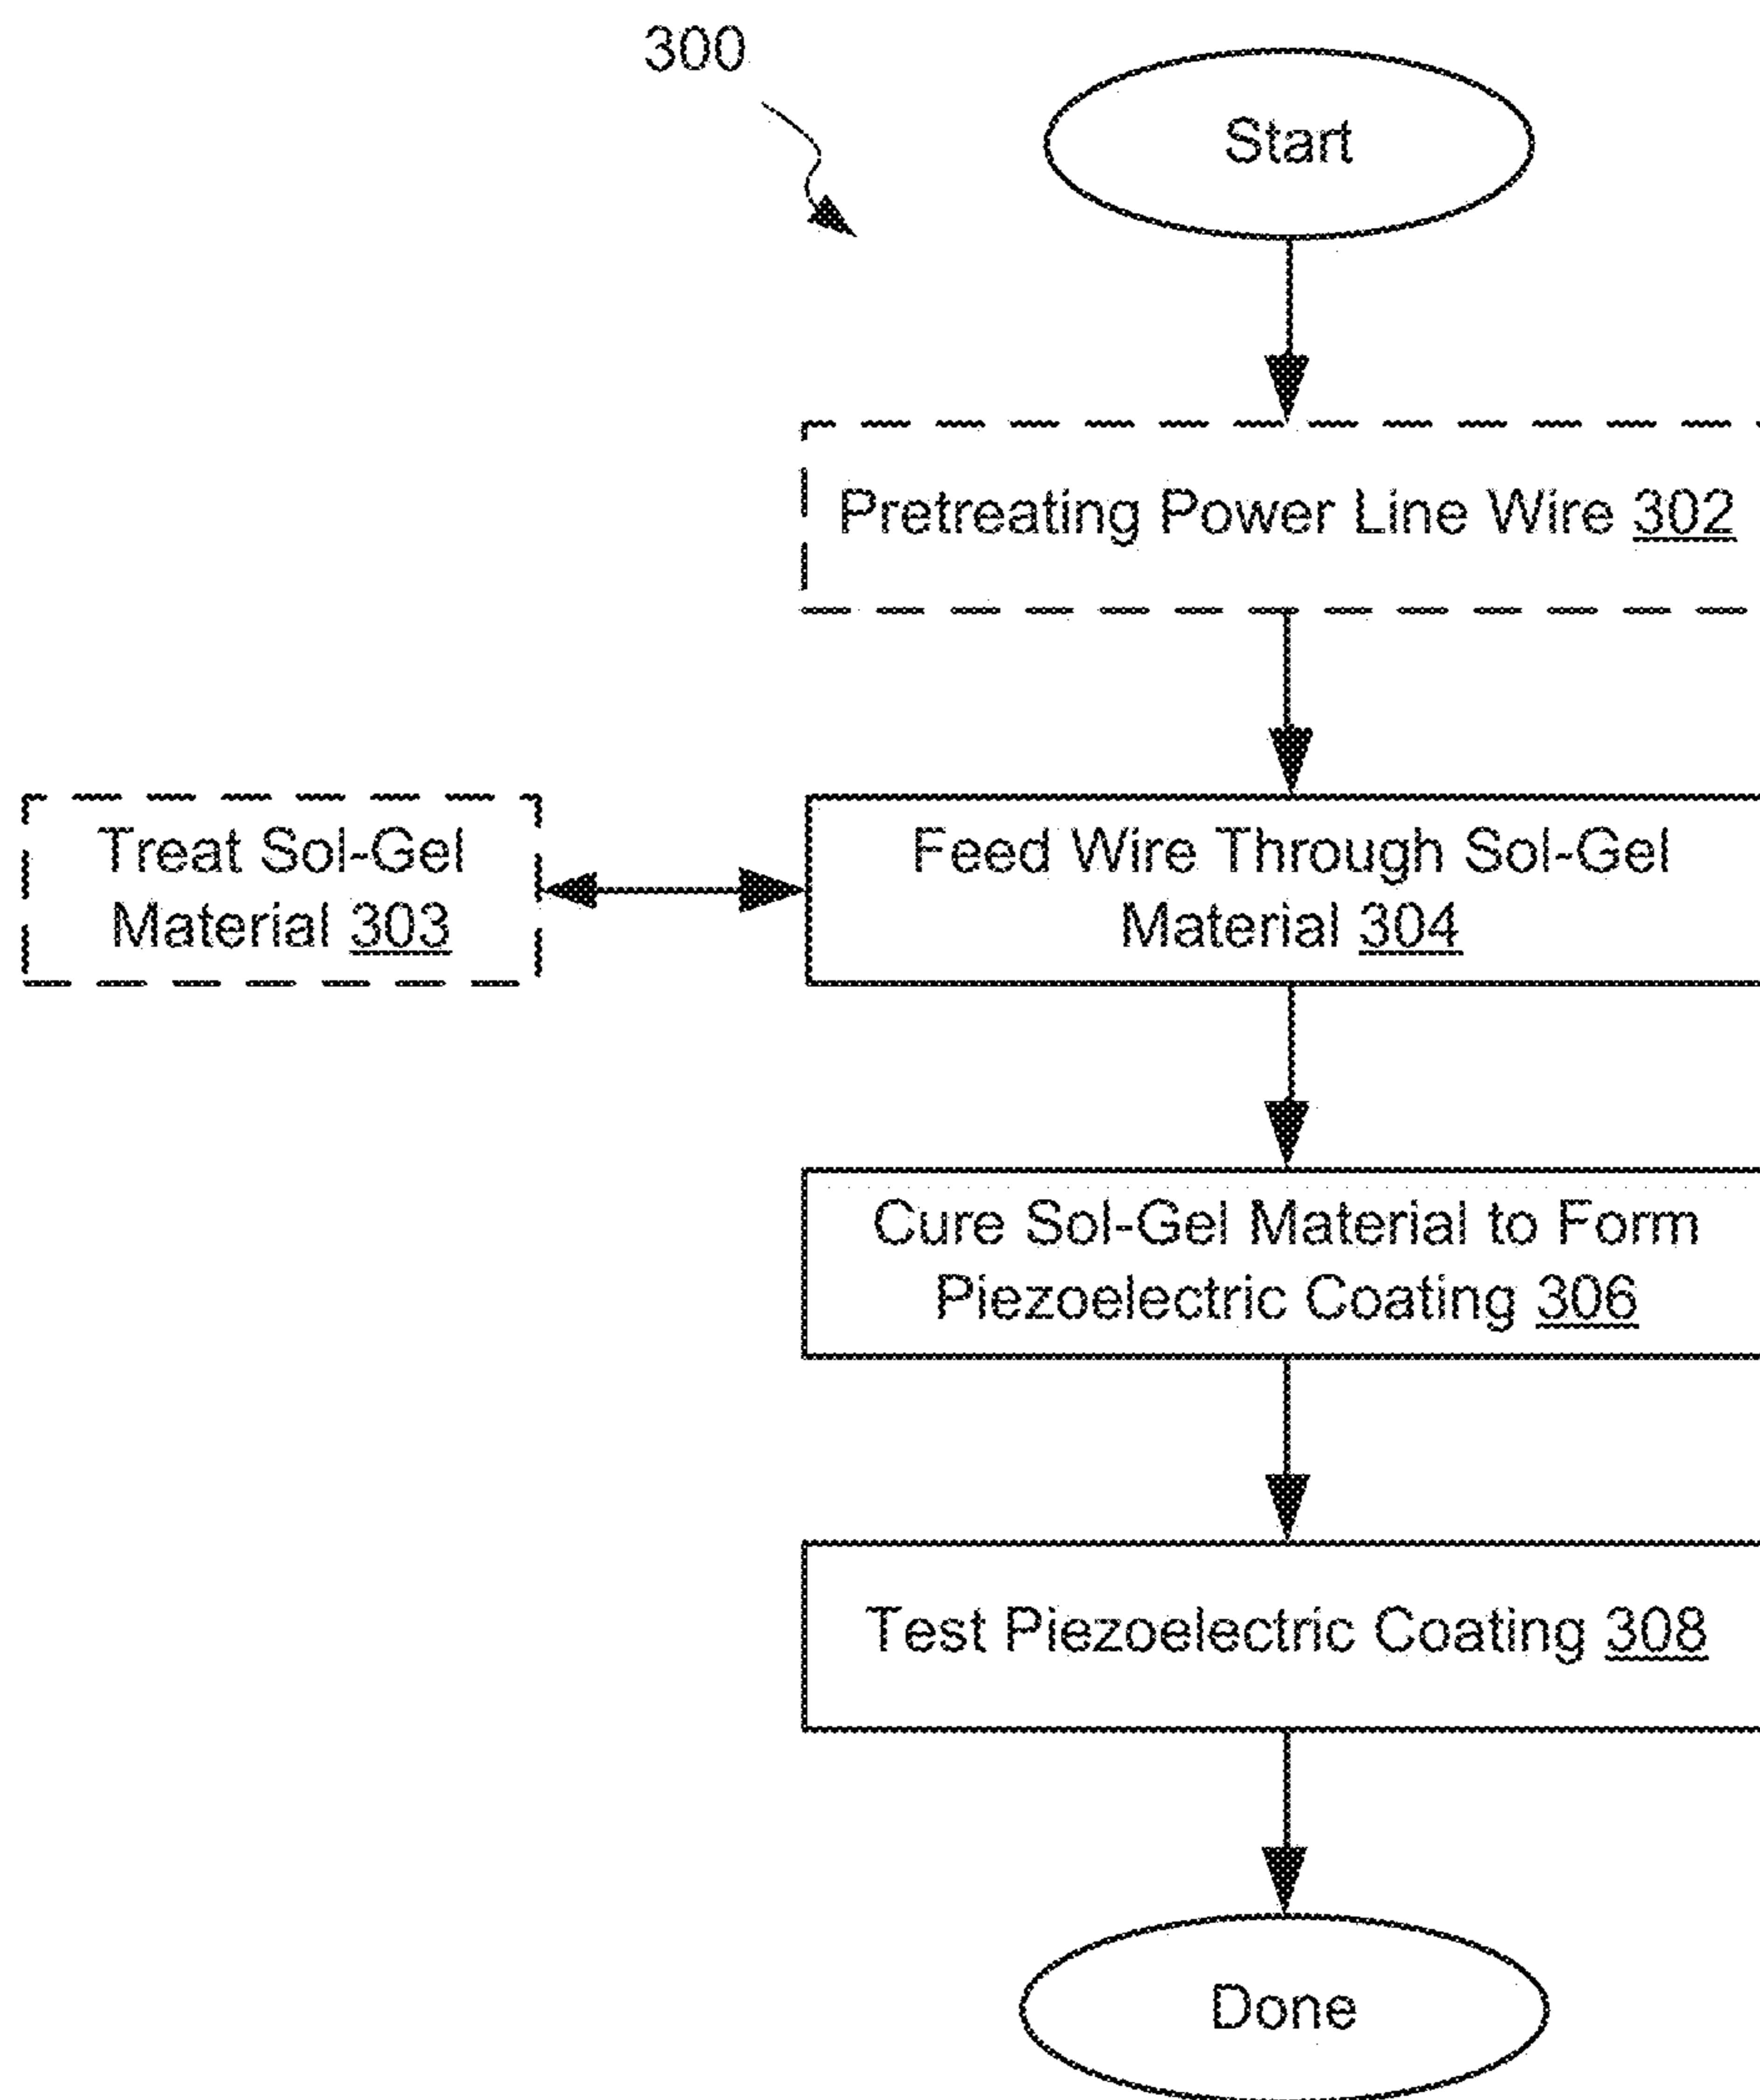 300
Start
Pretreating Power Line Wire 302
Treat Sol-Gel
Material 303
Feed Wire Through Sol-Gel
Material 304
Cure Sol-Gel Material to Form
Piezoelectric Coating 306
Test Piezoelectric Coating 308
Done